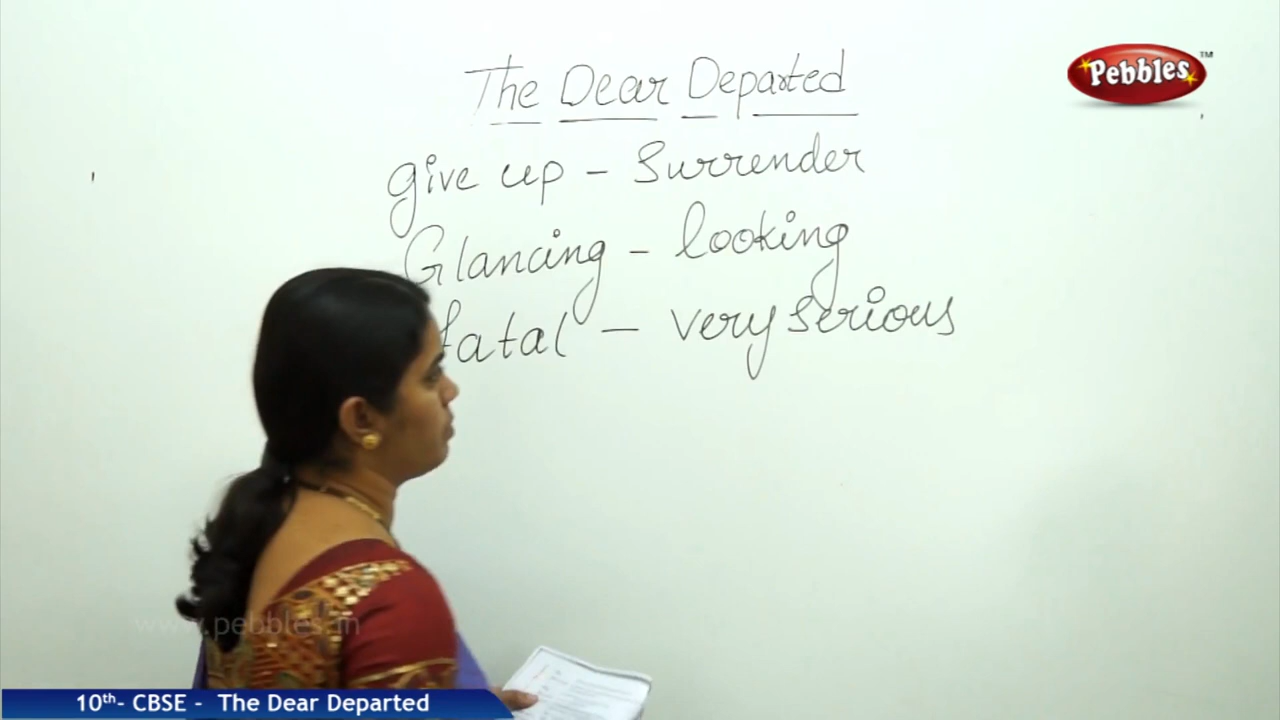 The Dear Departed
Pebbles™
give up - Surrender
Glancing - looking
fatal - very serious
www.pebbles.in
10th- CBSE - The Dear Departed